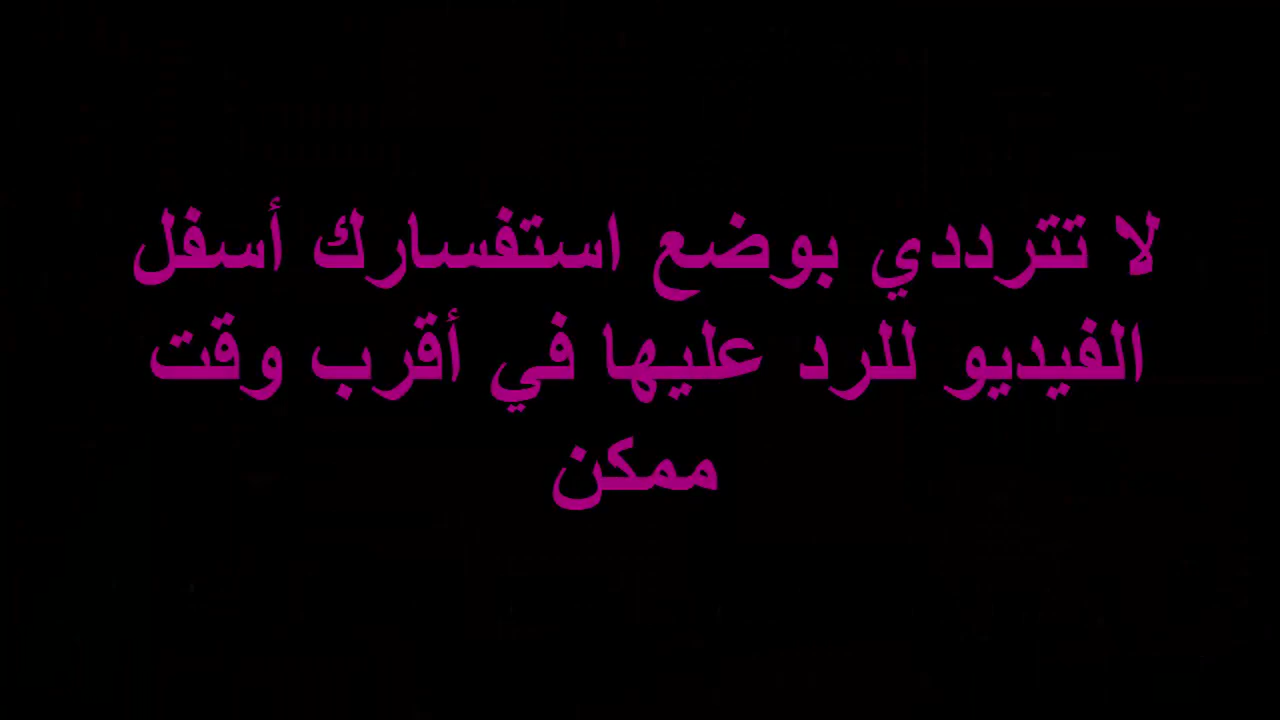 لا تترددي بوضع استفسارك أسفل
الفيديو للرد عليها في أقرب وقت
ممكن